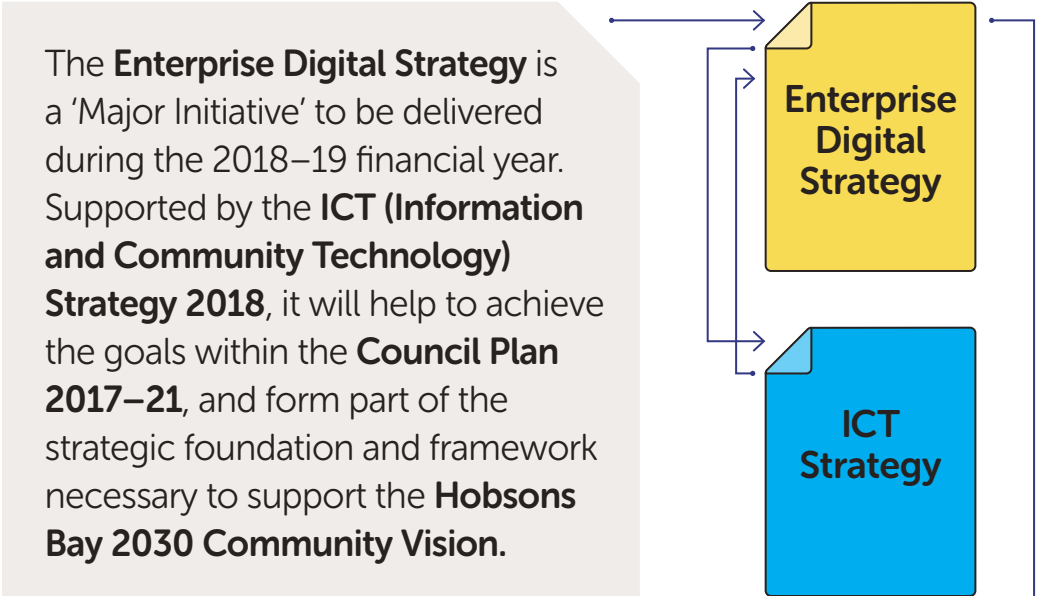 The Enterprise Digital Strategy is
a ‘Major Initiative’ to be delivered
during the 2018–19 financial year.
Supported by the ICT (Information
and Community Technology)
Strategy 2018, it will help to achieve
the goals within the Council Plan
2017–21, and form part of the
strategic foundation and framework
necessary to support the Hobsons
Bay 2030 Community Vision.
Enterprise
Digital
Strategy
ICT
Strategy